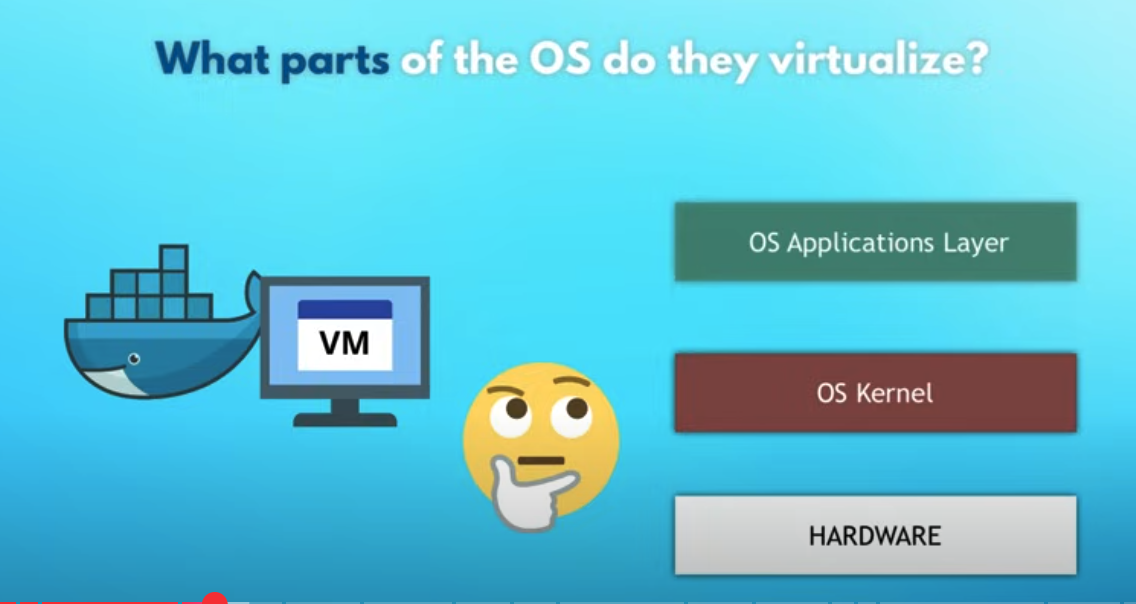 What parts of the OS do they virtualize?
OS Applications Layer
VM
OS Kernel
HARDWARE